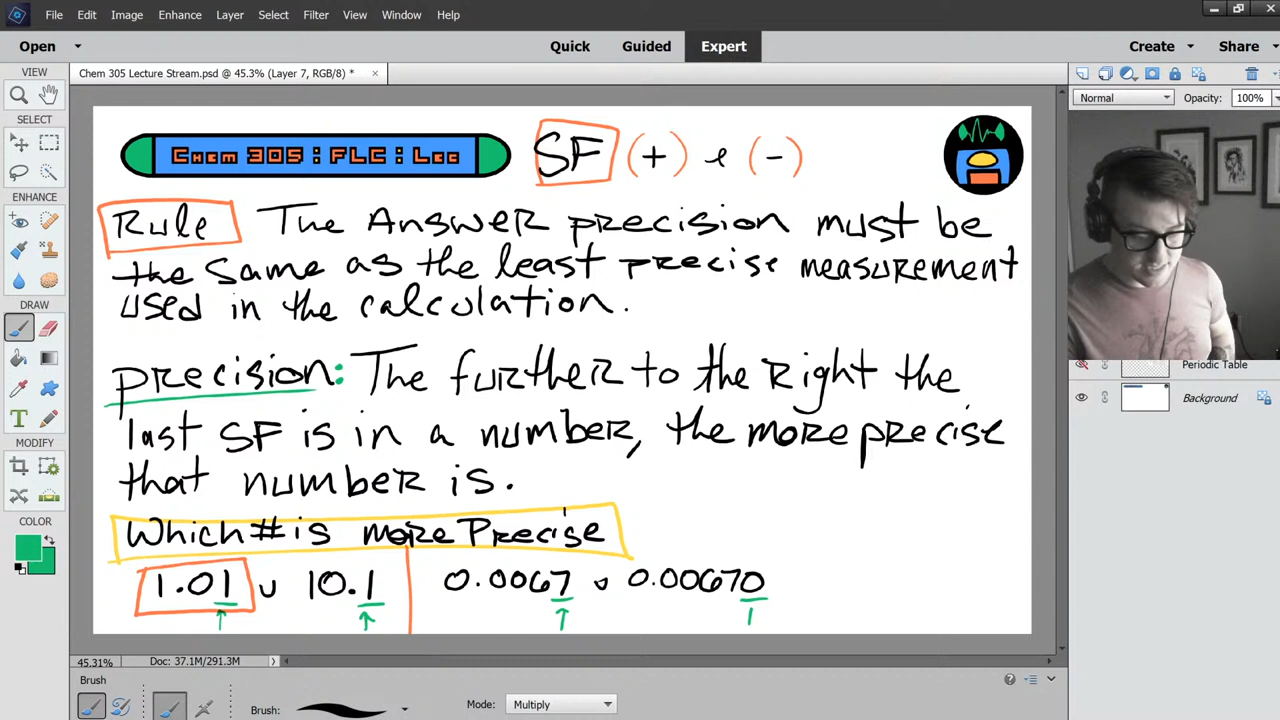 File Edit Image Enhance Layer Select Filter View Window Help
Open
Quick Guided Expert
Create Share
VIEW
Chem 305 Lecture Stream.psd @ 45.3% (Layer 7, RGB/8) *
Normal Opacity: 100%
SELECT
ENHANCE
DRAW
MODIFY
COLOR
Chem 305 : FLC : Lec
SF (+) & (-)
Rule The Answer precision must be
the same as the least precise measurement
used in the calculation.
precision: The further to the Right the
last SF is in a number, the more precise
that number is.
Which # is more Precise
1.01 v 10.1 0.0067 v 0.00670
Periodic Table
Background
45.31% Doc: 37.1M/291.3M
Brush
Brush: Mode: Multiply